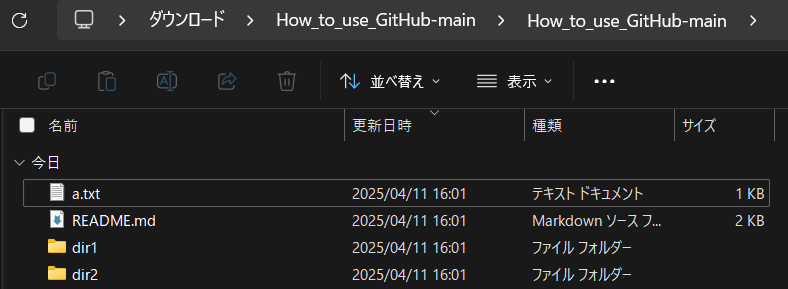 ダウンロード > How_to_use_GitHub-main > How_to_use_GitHub-main >
並べ替え 表示
名前 更新日時 種類 サイズ
今日
a.txt 2025/04/11 16:01 テキスト ドキュメント 1 KB
README.md 2025/04/11 16:01 Markdown ソース フ... 2 KB
dir1 2025/04/11 16:01 ファイル フォルダー
dir2 2025/04/11 16:01 ファイル フォルダー